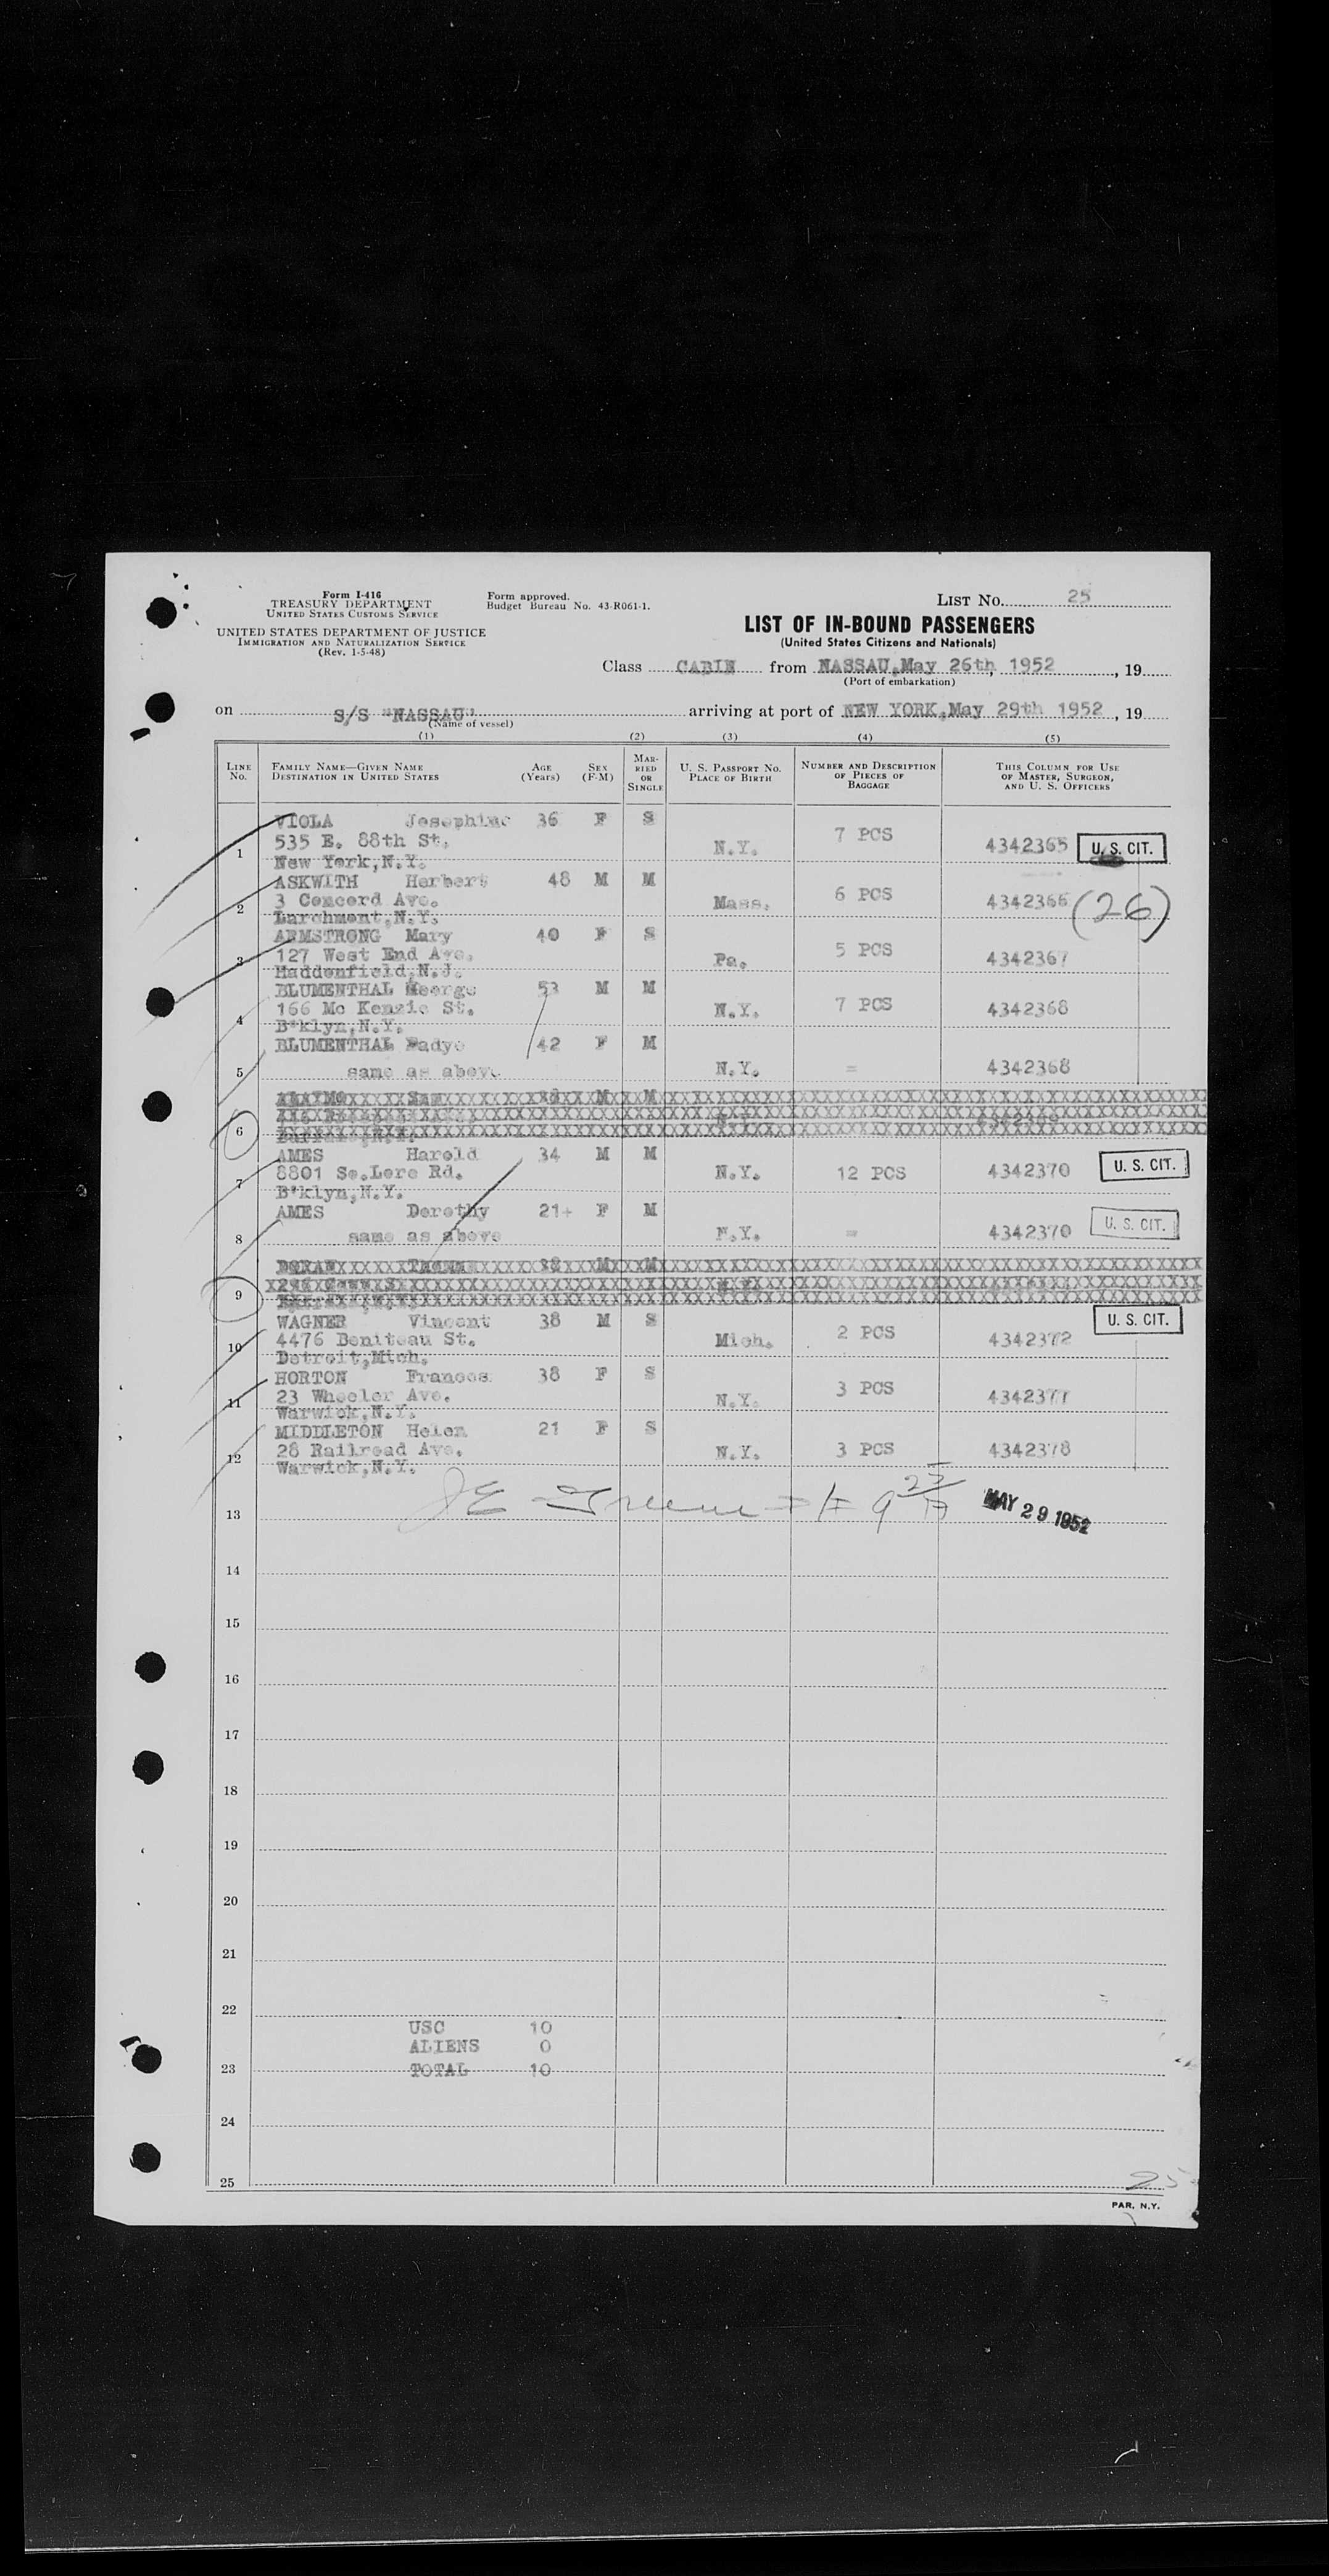 Form I-416
TREASURY DEPARTMENT
UNITED STATES CUSTOMS SERVICE
UNITED STATES DEPARTMENT OF JUSTICE
IMMIGRATION AND NATURALIZATION SERVICE
(Rev. 1-5-48)
Form approved.
Budget Bureau No. 43-R061-1.
LIST No. 25
LIST OF IN-BOUND PASSENGERS
(United States Citizens and Nationals)
Class CABIN from NASSAU, May 26th, 1952, 19
(Port of embarkation)
on S/S "NASSAU" arriving at port of NEW YORK, May 29th 1952, 19
(Name of vessel)
(1) (2) (3) (4) (5)
LINE No. FAMILY NAME—GIVEN NAME DESTINATION IN UNITED STATES AGE (Years) SEX (F-M) MARRIED OR SINGLE U. S. PASSPORT No. PLACE OF BIRTH NUMBER AND DESCRIPTION OF PIECES OF BAGGAGE THIS COLUMN FOR USE OF MASTER, SURGEON, AND U. S. OFFICERS
VIOLA Josephine 36 F S
1 535 E. 88th St. N.Y. 7 PCS 4342365 U. S. CIT.
New York, N.Y.
ASKWITH Herbert 48 M M
2 3 Concord Ave. Mass. 6 PCS 4342366 (26)
Larchmont, N.Y.
ARMSTRONG Mary 40 F S
3 127 West End Ave. Pa. 5 PCS 4342367
Haddenfield, N.J.
BLUMENTHAL George 53 M M
4 166 Mc Kenzie St. N.Y. 7 PCS 4342368
B'klyn, N.Y.
BLUMENTHAL Fadye 42 F M
5 same as above N.Y. = 4342368
6
AMES Harold 34 M M
7 8801 So.Lore Rd. N.Y. 12 PCS 4342370 U. S. CIT.
B'klyn, N.Y.
AMES Dorothy 21+ F M
8 same as above N.Y. = 4342370 U. S. CIT.
9
WAGNER Vincent 38 M S U. S. CIT.
10 4476 Beniteau St. Mich. 2 PCS 4342372
Detroit, Mich.
HORTON Frances 38 F S
11 23 Wheeler Ave. N.Y. 3 PCS 4342377
Warwick, N.Y.
MIDDLETON Helen 21 F S
12 28 Railroad Ave. N.Y. 3 PCS 4342378
Warwick, N.Y.
13 MAY 29 1952
14
15
16
17
18
19
20
21
22
USC 10
ALIENS 0
23 TOTAL 10
24
25 25
PAR. N.Y.